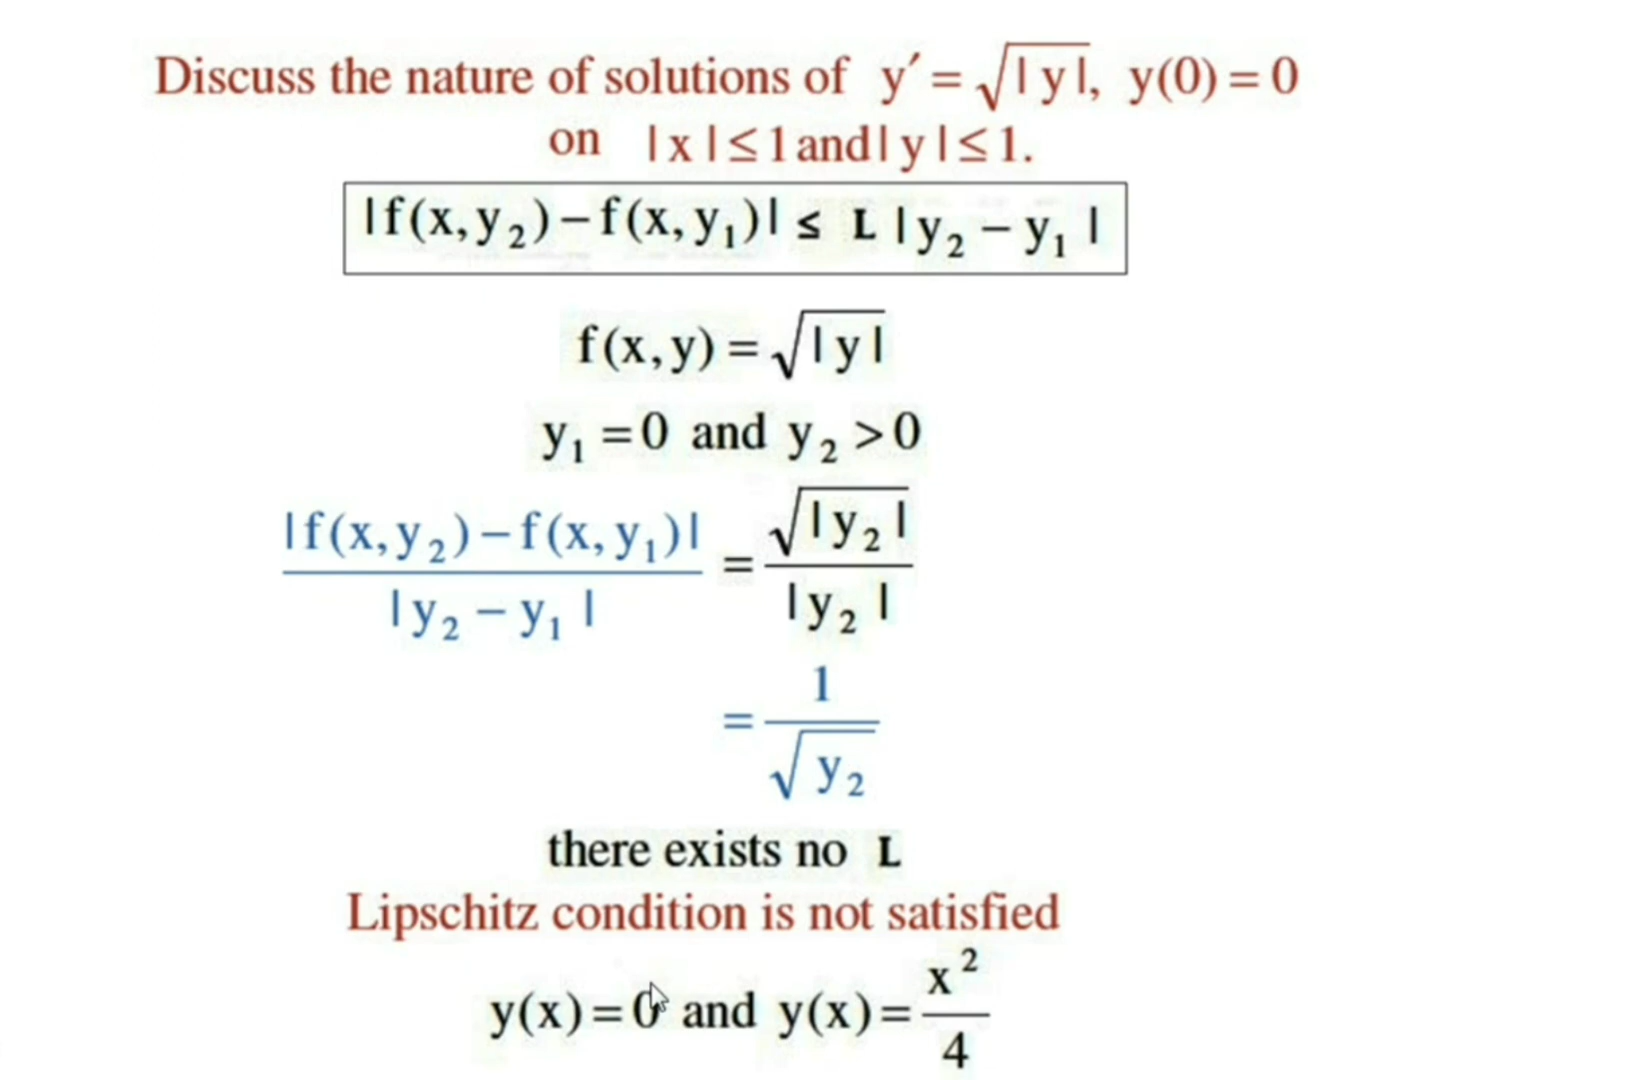 Discuss the nature of solutions of y′ = √|y|, y(0) = 0
on |x| ≤ 1 and |y| ≤ 1.
|f(x,y₂) − f(x,y₁)| ≤ L |y₂ − y₁|
f(x,y) = √|y|
y₁ = 0 and y₂ > 0
|f(x,y₂) − f(x,y₁)| / |y₂ − y₁| = √|y₂| / |y₂|
= 1 / √y₂
there exists no L
Lipschitz condition is not satisfied
y(x) = 0 and y(x) = x² / 4